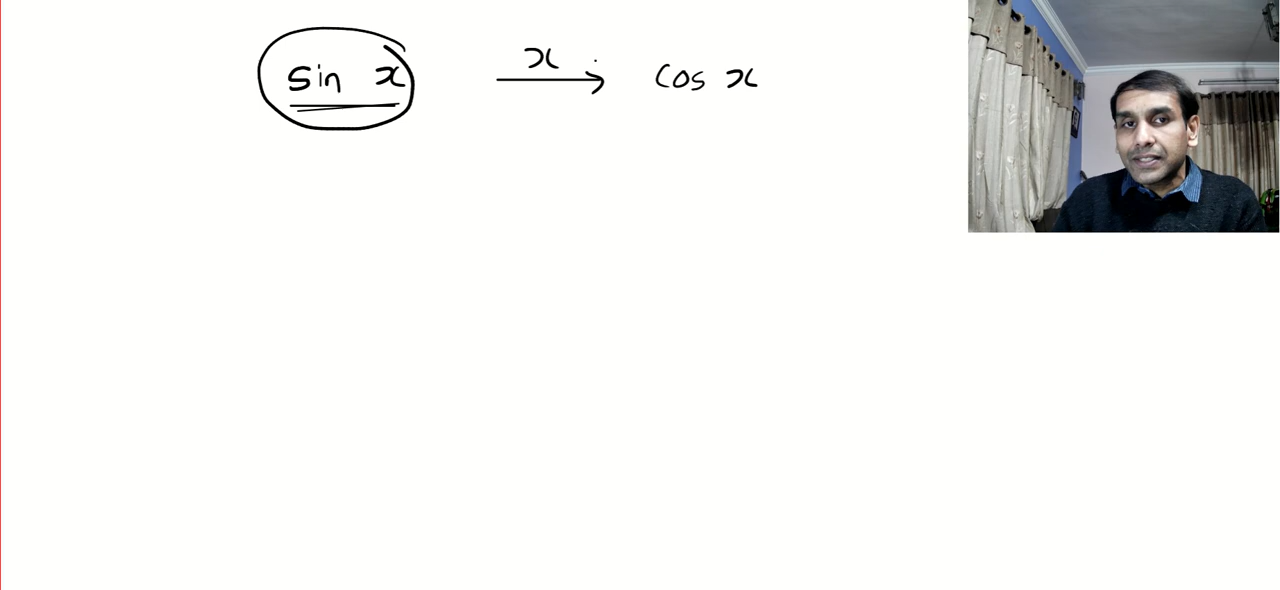 sin x x → cos x